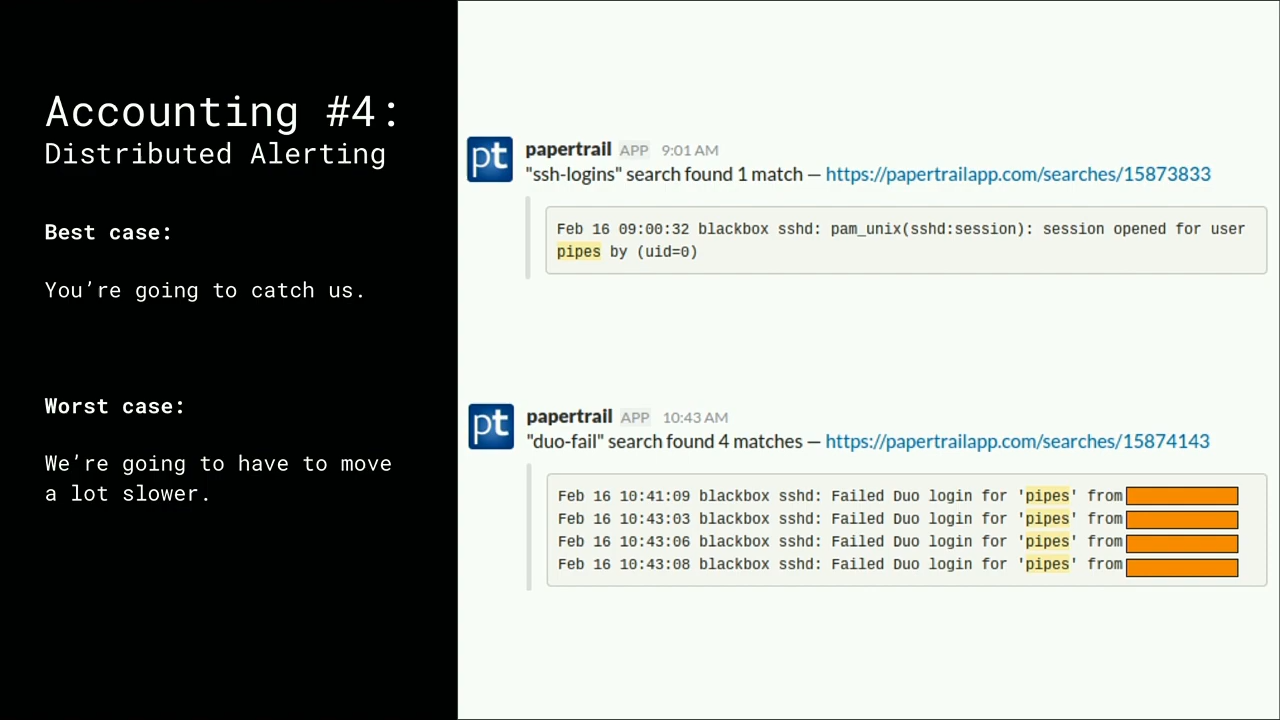 Accounting #4:
Distributed Alerting
Best case:
You’re going to catch us.
Worst case:
We’re going to have to move
a lot slower.
pt
papertrail APP 9:01 AM
"ssh-logins" search found 1 match — https://papertrailapp.com/searches/15873833
Feb 16 09:00:32 blackbox sshd: pam_unix(sshd:session): session opened for user
pipes by (uid=0)
pt
papertrail APP 10:43 AM
"duo-fail" search found 4 matches — https://papertrailapp.com/searches/15874143
Feb 16 10:41:09 blackbox sshd: Failed Duo login for 'pipes' from
Feb 16 10:43:03 blackbox sshd: Failed Duo login for 'pipes' from
Feb 16 10:43:06 blackbox sshd: Failed Duo login for 'pipes' from
Feb 16 10:43:08 blackbox sshd: Failed Duo login for 'pipes' from